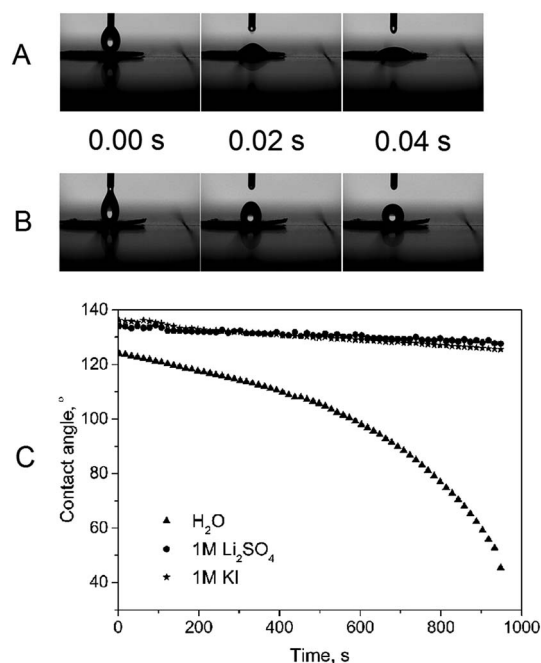 A
0.00 s 0.02 s 0.04 s
B
C
Contact angle, °
140
120
100
80
60
40
H₂O
1M Li₂SO₄
1M KI
0 200 400 600 800 1000
Time, s